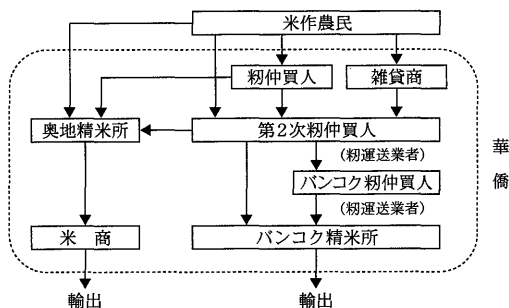 米作農民
籾仲買人
雑貨商
奥地精米所
第2次籾仲買人
(籾運送業者)
バンコク籾仲買人
(籾運送業者)
米 商
バンコク精米所
華
僑
輸出
輸出